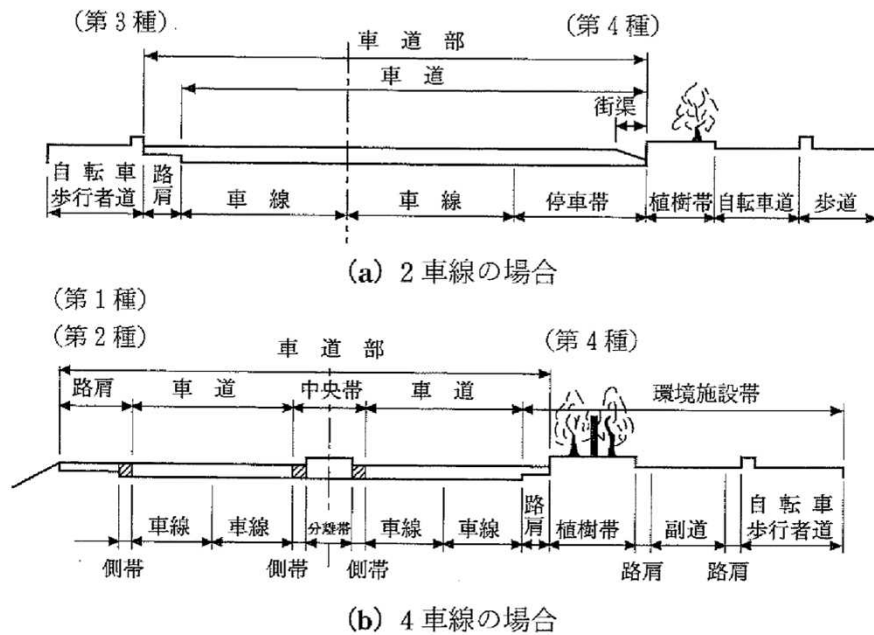 (第3種) (第4種)
車道部
車道
街渠
自転車 路 車線 車線 停車帯 植樹帯 自転車道 歩道
歩行者道 肩
(a) 2車線の場合
(第1種)
(第2種) (第4種)
車道部
路肩 車道 中央帯 車道 環境施設帯
車線 車線 分離帯 車線 車線 路肩 植樹帯 副道 自転車
歩行者道
側帯 側帯 側帯 路肩 路肩
(b) 4車線の場合